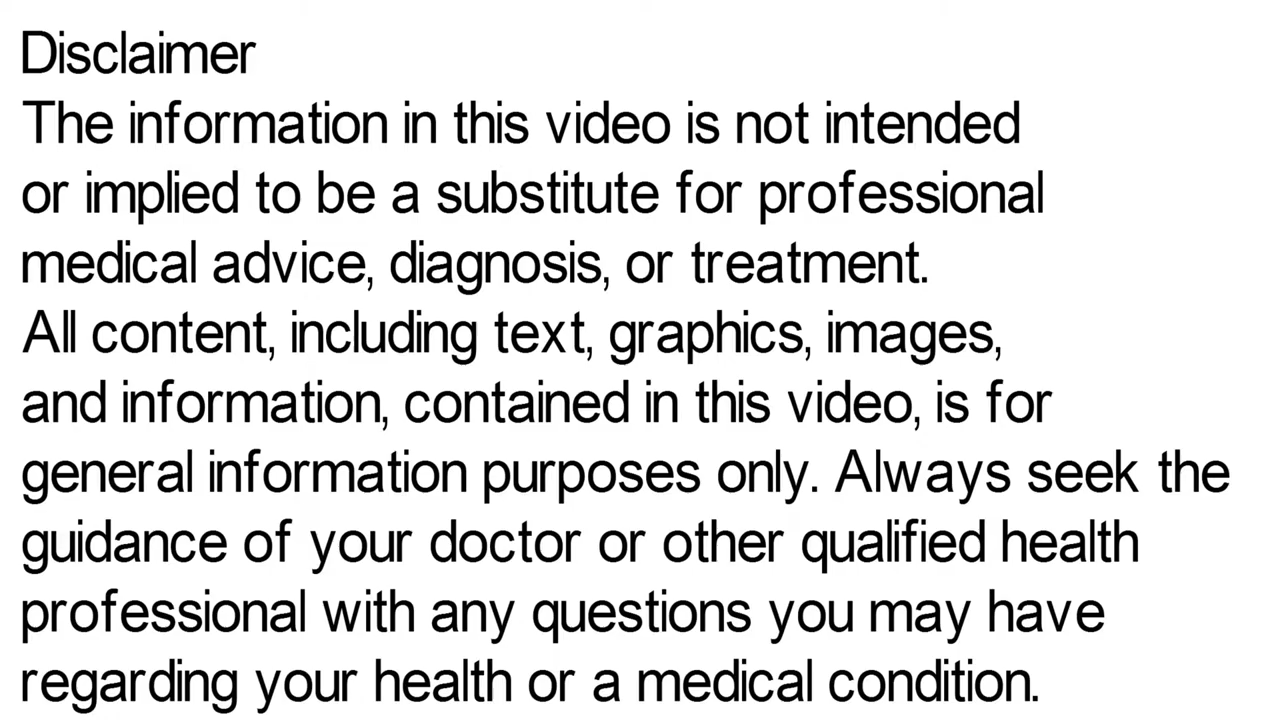 Disclaimer
The information in this video is not intended
or implied to be a substitute for professional
medical advice, diagnosis, or treatment.
All content, including text, graphics, images,
and information, contained in this video, is for
general information purposes only. Always seek the
guidance of your doctor or other qualified health
professional with any questions you may have
regarding your health or a medical condition.